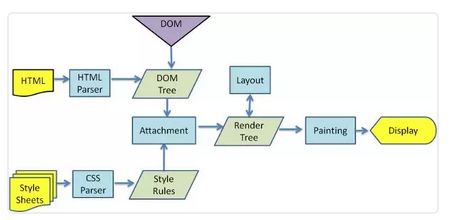 DOM
HTML
HTML
Parser
DOM
Tree
Layout
Attachment
Render
Tree
Painting
Display
Style
Sheets
CSS
Parser
Style
Rules